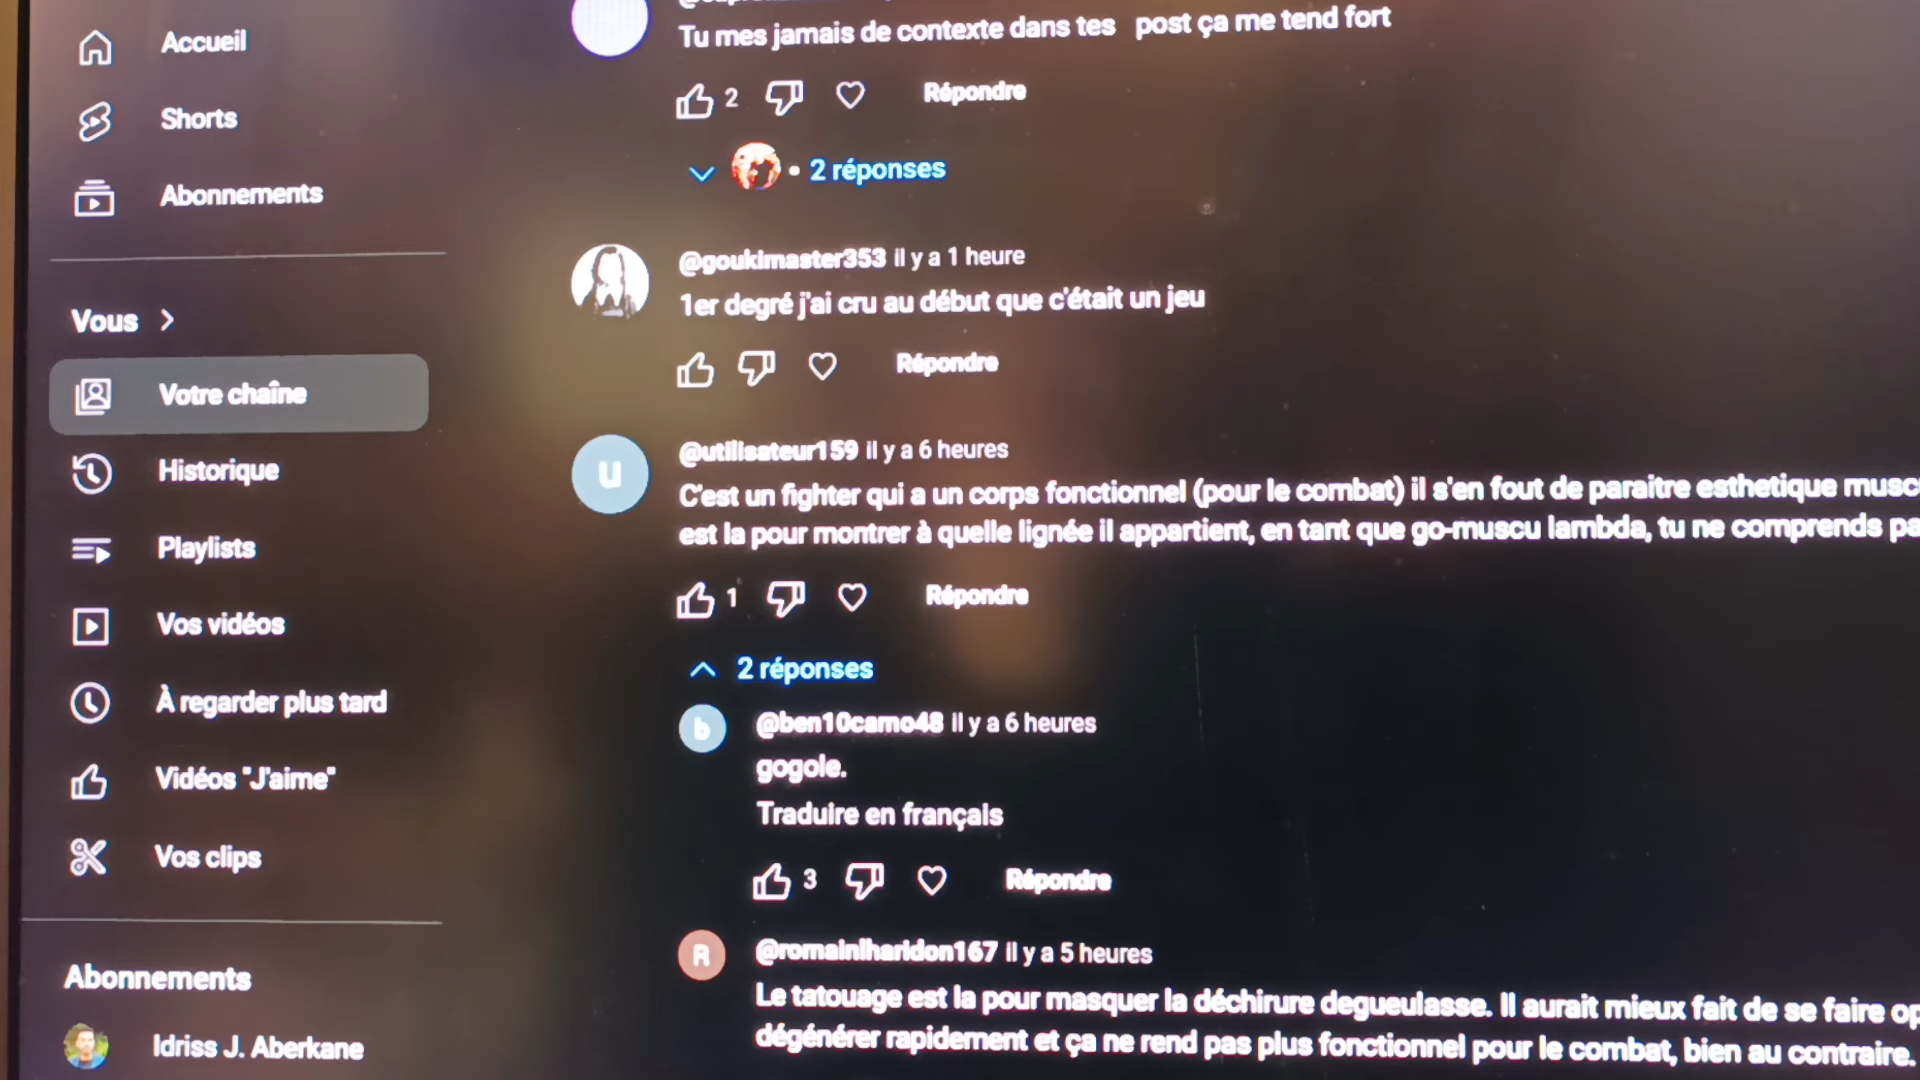 Accueil
Shorts
Abonnements
Vous >
Votre chaîne
Historique
Playlists
Vos vidéos
À regarder plus tard
Vidéos "J'aime"
Vos clips
Abonnements
Idriss J. Aberkane
Tu mes jamais de contexte dans tes post ça me tend fort
2 Répondre
• 2 réponses
@goukimaster353 il y a 1 heure
1er degré j'ai cru au début que c'était un jeu
Répondre
u
@utilisateur159 il y a 6 heures
C'est un fighter qui a un corps fonctionnel (pour le combat) il s'en fout de paraitre esthetique musc
est la pour montrer à quelle lignée il appartient, en tant que go-muscu lambda, tu ne comprends pa
1 Répondre
2 réponses
b
@ben10camo48 il y a 6 heures
gogole.
Traduire en français
3 Répondre
R
@romainlharidon167 il y a 5 heures
Le tatouage est la pour masquer la déchirure degueulasse. Il aurait mieux fait de se faire op
dégénérer rapidement et ça ne rend pas plus fonctionnel pour le combat, bien au contraire.